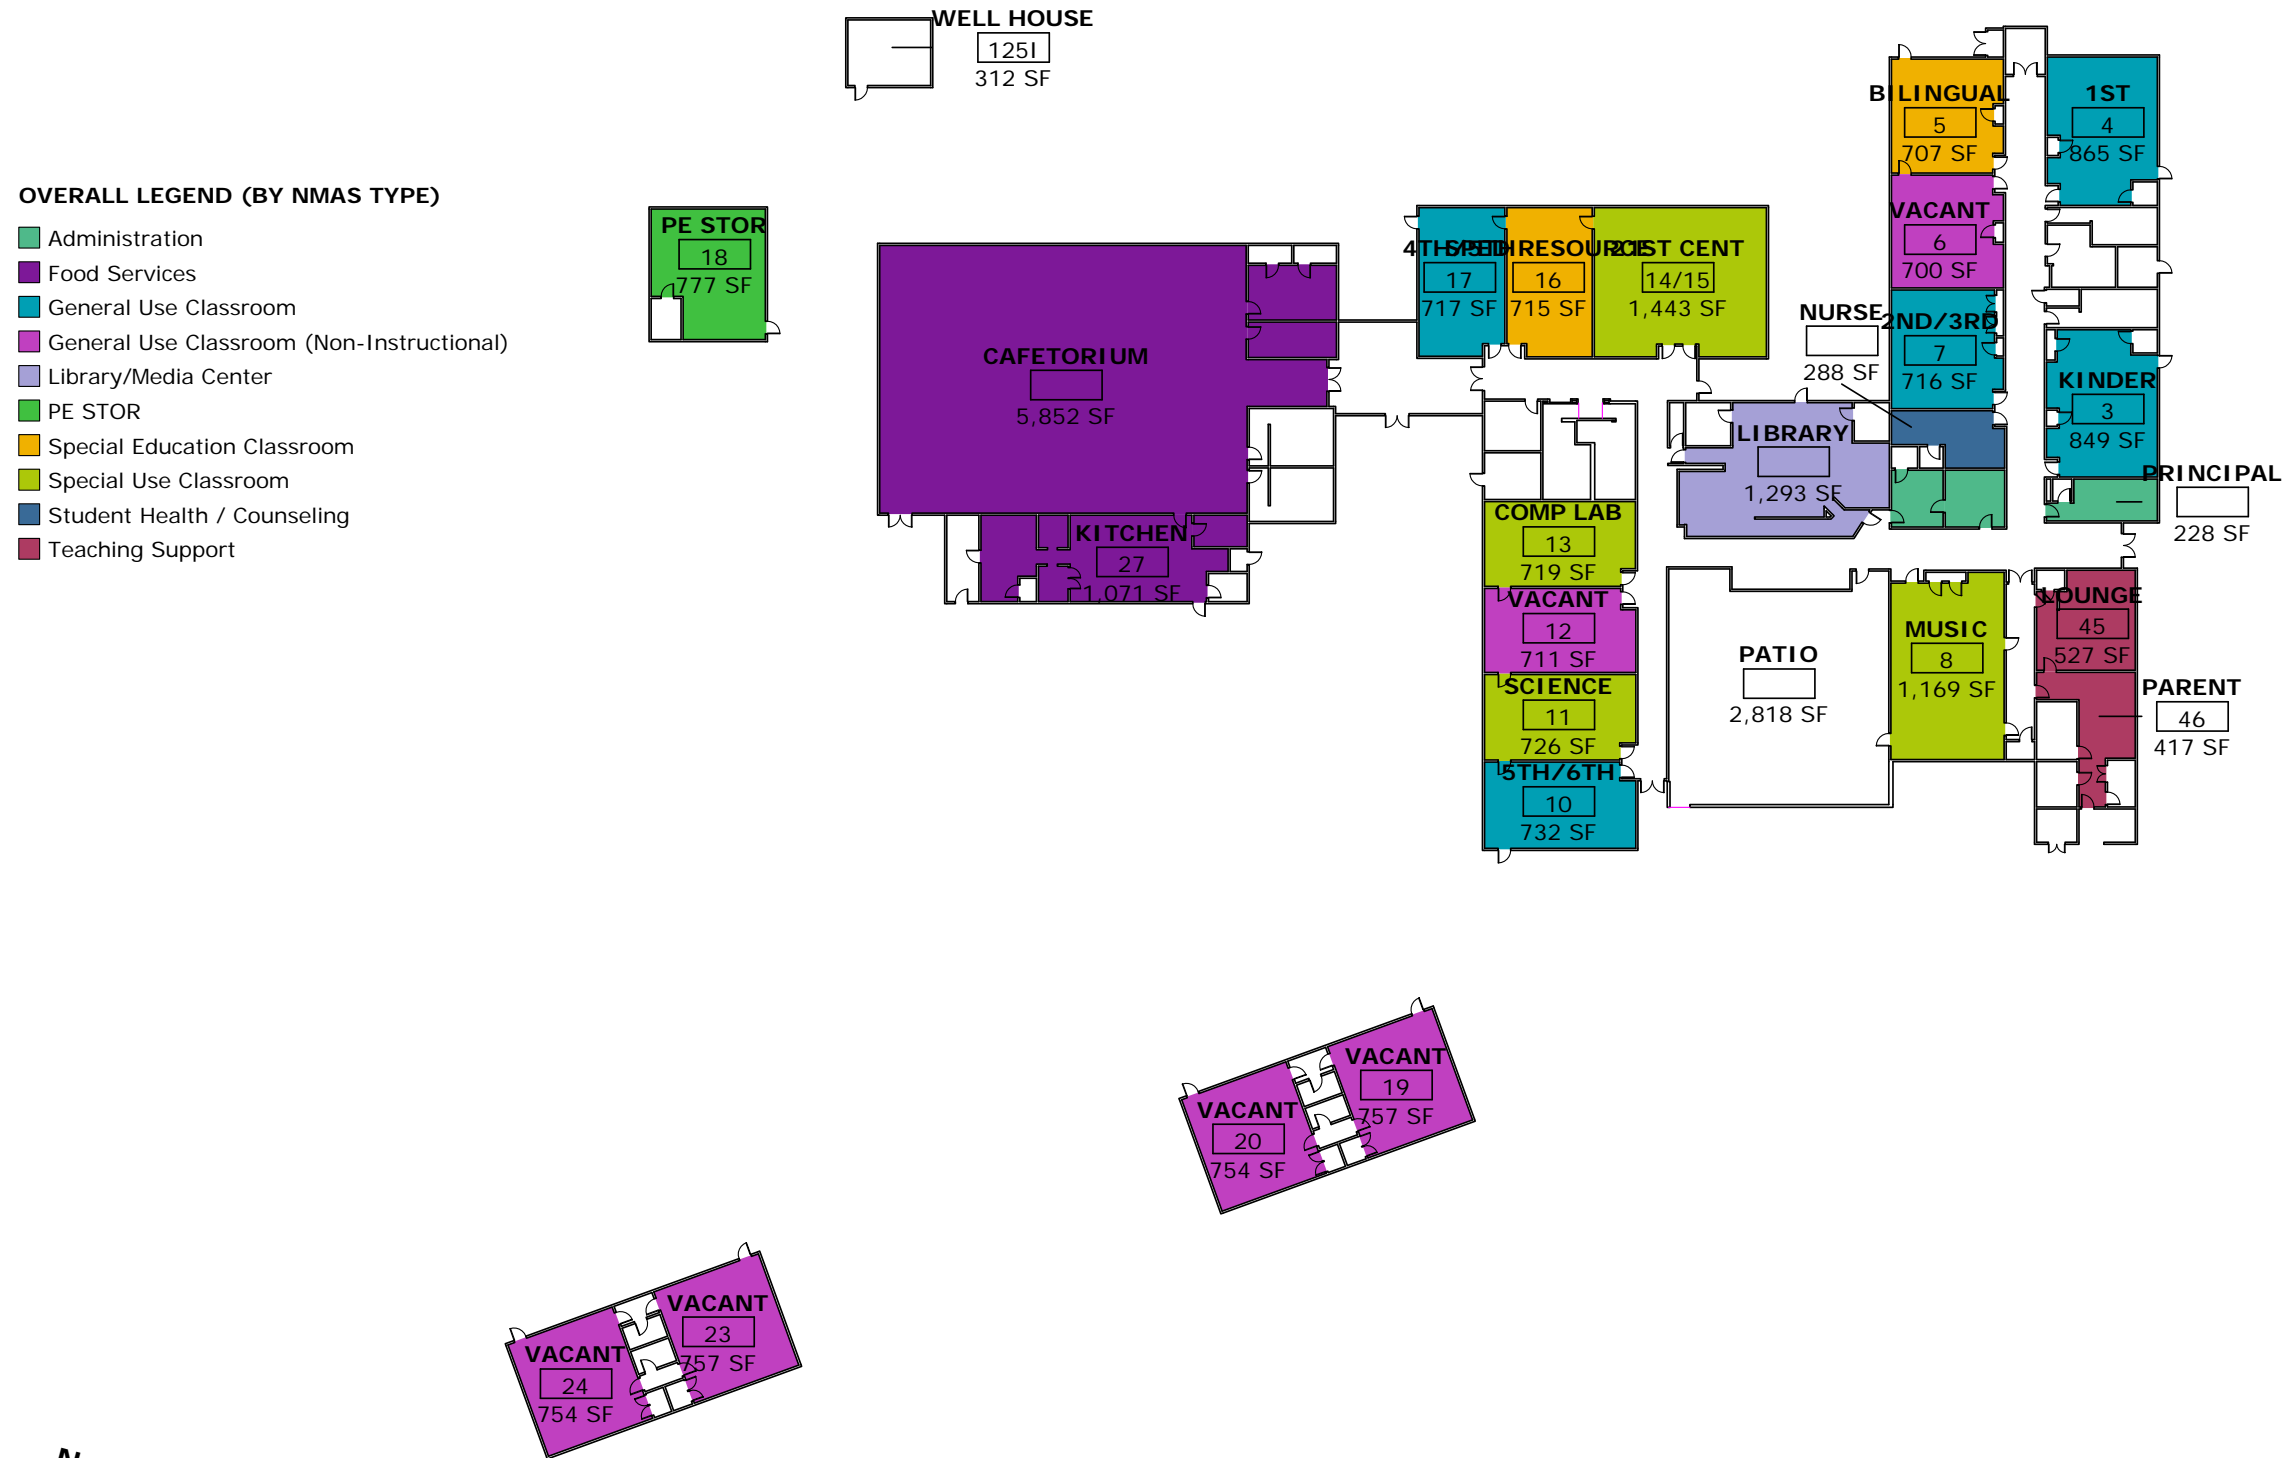 WELL HOUSE
125I
312 SF
OVERALL LEGEND (BY NMAS TYPE)
Administration
Food Services
General Use Classroom
General Use Classroom (Non-Instructional)
Library/Media Center
PE STOR
Special Education Classroom
Special Use Classroom
Student Health / Counseling
Teaching Support
PE STOR
18
777 SF
CAFETORIUM
5,852 SF
KITCHEN
27
1,071 SF
4TH/5TH
17
717 SF
SPED RESOURCE
16
715 SF
21ST CENT
14/15
1,443 SF
BILINGUAL
5
707 SF
1ST
4
865 SF
VACANT
6
700 SF
NURSE
288 SF
2ND/3RD
7
716 SF
KINDER
3
849 SF
LIBRARY
1,293 SF
PRINCIPAL
228 SF
COMP LAB
13
719 SF
VACANT
12
711 SF
SCIENCE
11
726 SF
5TH/6TH
10
732 SF
PATIO
2,818 SF
MUSIC
8
1,169 SF
LOUNGE
45
527 SF
PARENT
46
417 SF
VACANT
19
757 SF
VACANT
20
754 SF
VACANT
23
757 SF
VACANT
24
754 SF
N